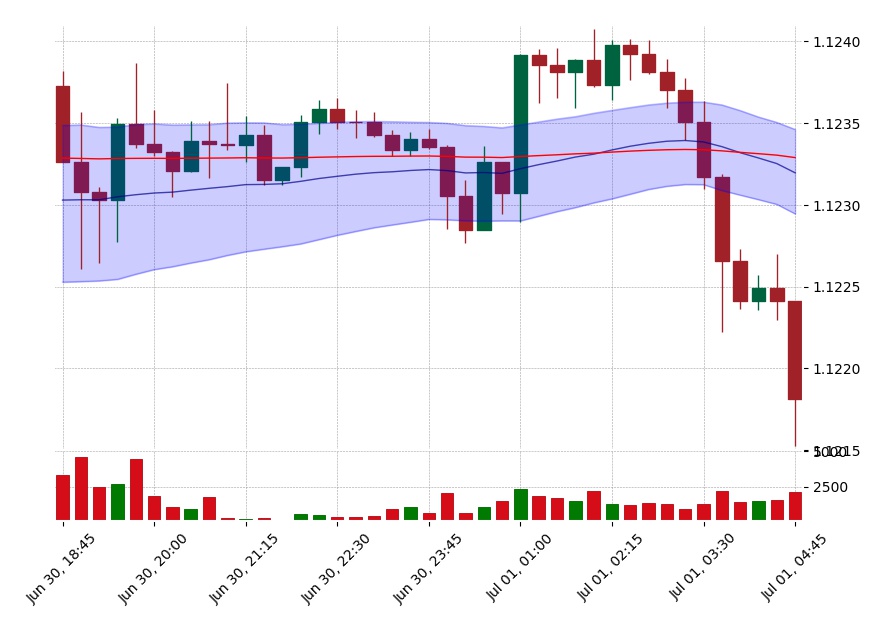 1.1240
1.1235
1.1230
1.1225
1.1220
1.1215
5000
2500
Jun 30, 18:45
Jun 30, 20:00
Jun 30, 21:15
Jun 30, 22:30
Jun 30, 23:45
Jul 01, 01:00
Jul 01, 02:15
Jul 01, 03:30
Jul 01, 04:45